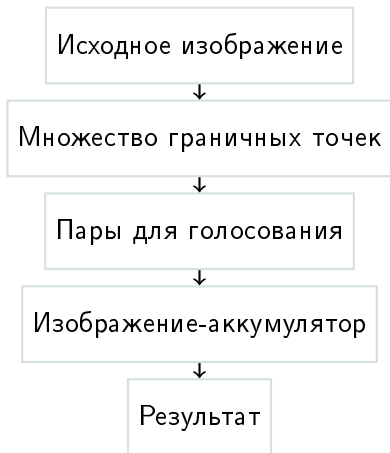 Исходное изображение
Множество граничных точек
Пары для голосования
Изображение-аккумулятор
Результат